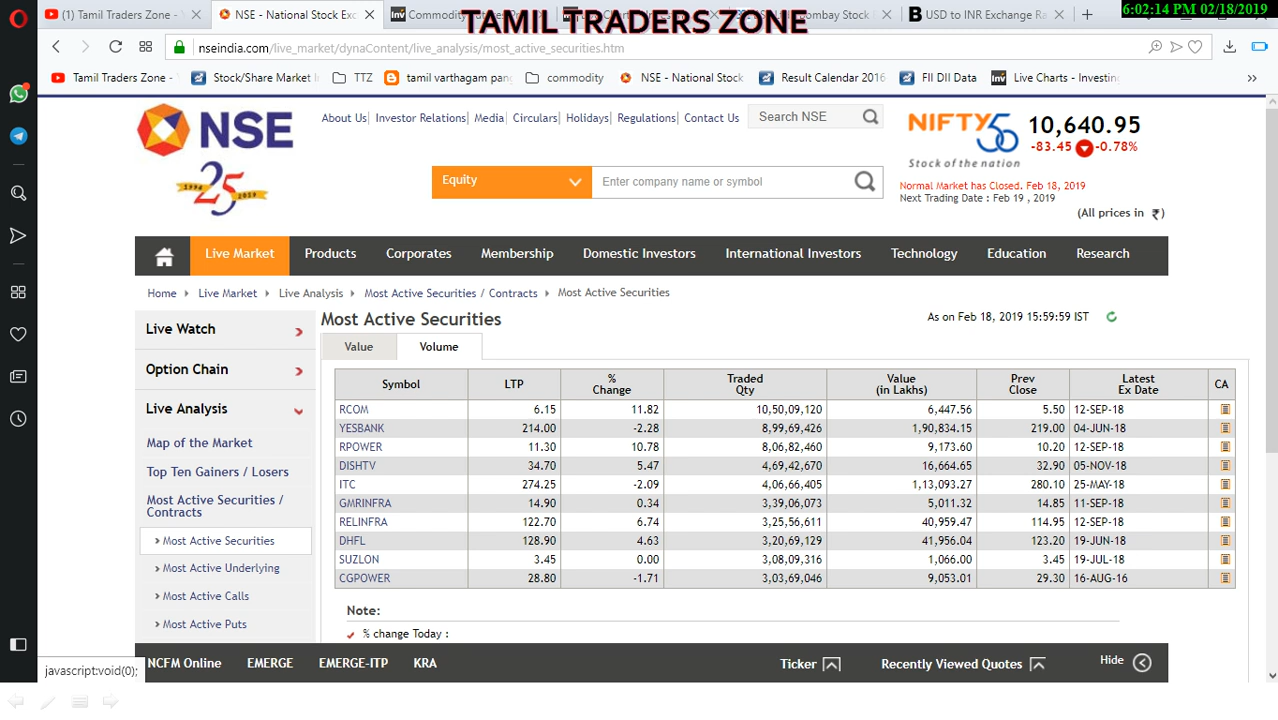 6:02:14 PM 02/18/2019
TAMIL TRADERS ZONE
(1) Tamil Traders Zone -
NSE - National Stock Exc
USD to INR Exchange Ra
nseindia.com/live_market/dynaContent/live_analysis/most_active_securities.htm
Tamil Traders Zone -
Stock/Share Market I
TTZ
tamil varthagam pan
commodity
NSE - National Stock
Result Calendar 2016
FII DII Data
Inv Live Charts - Investin
NSE
1994 25 2019
About Us| Investor Relations| Media| Circulars| Holidays| Regulations| Contact Us
Search NSE
Equity
Enter company name or symbol
NIFTY 50
Stock of the nation
10,640.95
-83.45 -0.78%
Normal Market has Closed. Feb 18, 2019
Next Trading Date : Feb 19 , 2019
(All prices in ₹)
Live Market Products Corporates Membership Domestic Investors International Investors Technology Education Research
Home Live Market Live Analysis Most Active Securities / Contracts Most Active Securities
Live Watch
Option Chain
Live Analysis
Map of the Market
Top Ten Gainers / Losers
Most Active Securities /
Contracts
Most Active Securities
Most Active Underlying
Most Active Calls
Most Active Puts
Most Active Securities
As on Feb 18, 2019 15:59:59 IST
Value Volume
Symbol LTP % Change Traded Qty Value (in Lakhs) Prev Close Latest Ex Date CA
RCOM 6.15 11.82 10,50,09,120 6,447.56 5.50 12-SEP-18
YESBANK 214.00 -2.28 8,99,69,426 1,90,834.15 219.00 04-JUN-18
RPOWER 11.30 10.78 8,06,82,460 9,173.60 10.20 12-SEP-18
DISHTV 34.70 5.47 4,69,42,670 16,664.65 32.90 05-NOV-18
ITC 274.25 -2.09 4,06,66,405 1,13,093.27 280.10 25-MAY-18
GMRINFRA 14.90 0.34 3,39,06,073 5,011.32 14.85 11-SEP-18
RELINFRA 122.70 6.74 3,25,56,611 40,959.47 114.95 12-SEP-18
DHFL 128.90 4.63 3,20,69,129 41,956.04 123.20 19-JUN-18
SUZLON 3.45 0.00 3,08,09,316 1,066.00 3.45 19-JUL-18
CGPOWER 28.80 -1.71 3,03,69,046 9,053.01 29.30 16-AUG-16
Note:
% change Today :
javascript:void(0);
NCFM Online EMERGE EMERGE-ITP KRA
Ticker Recently Viewed Quotes Hide